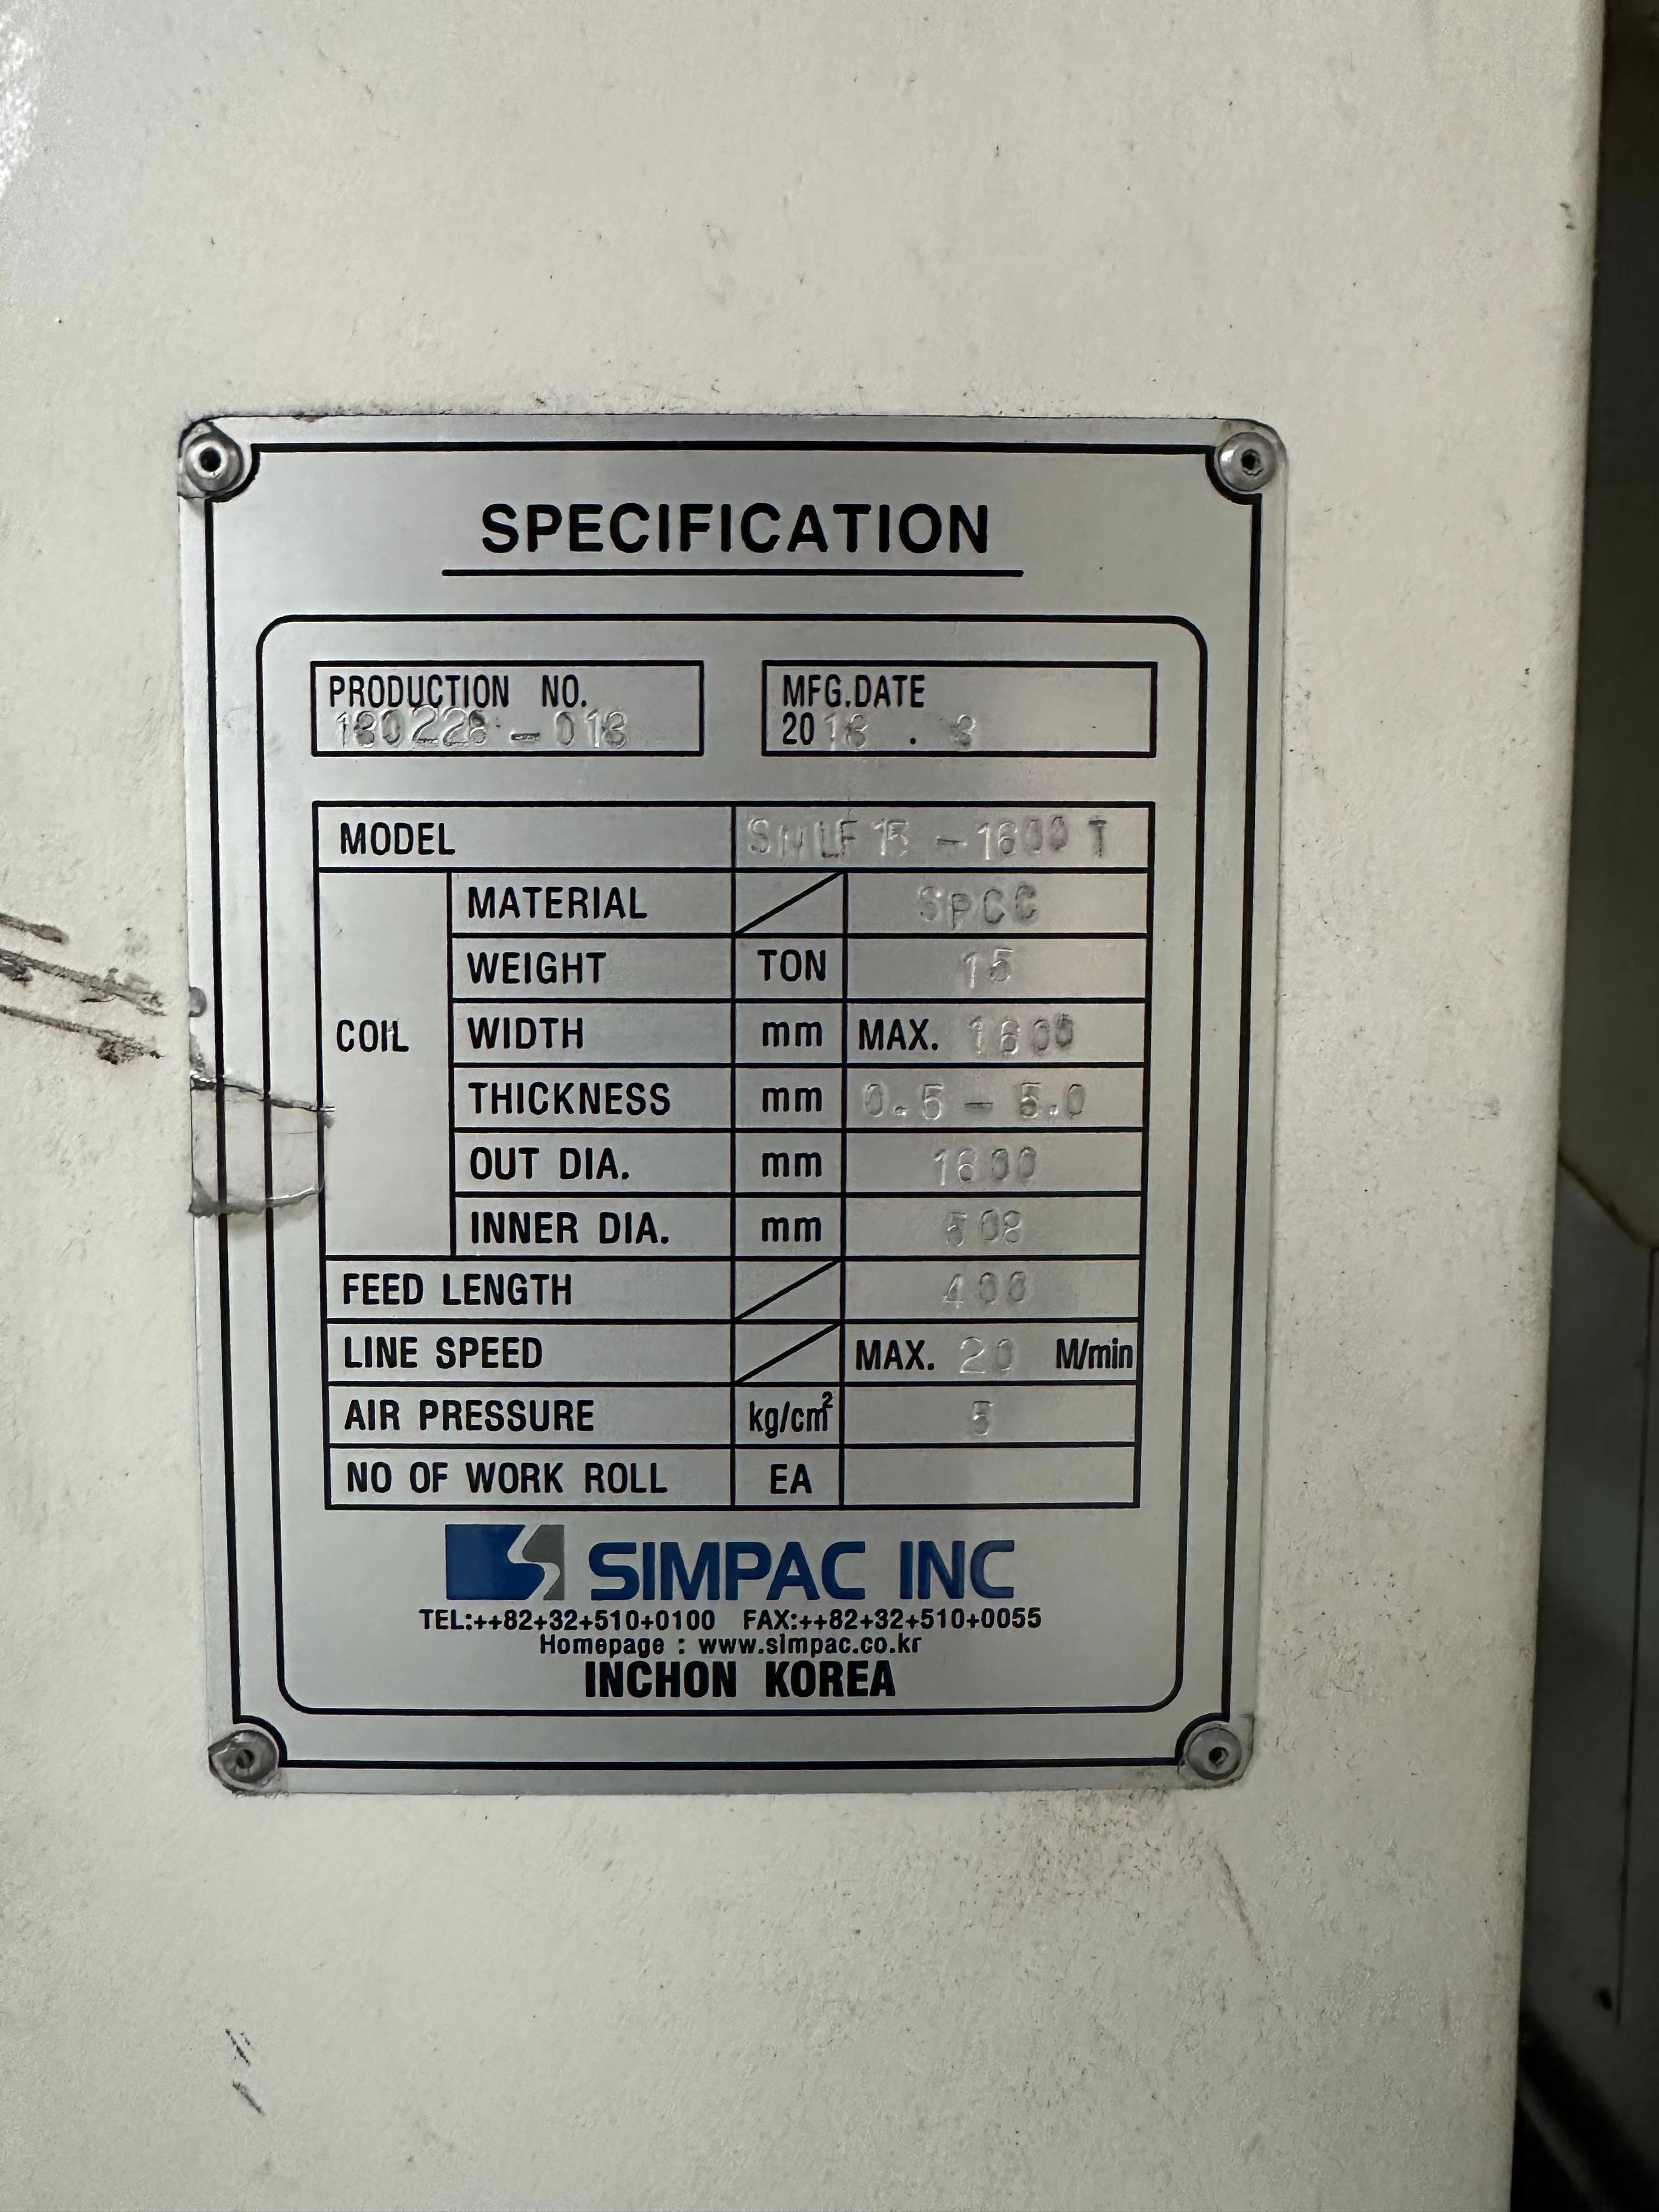 SPECIFICATION
PRODUCTION NO.
180228-018
MFG.DATE
2018 . 3
MODEL SMLF 15 - 1600 T
COIL
MATERIAL SPCC
WEIGHT TON 15
WIDTH mm MAX. 1600
THICKNESS mm 0.5 - 5.0
OUT DIA. mm 1600
INNER DIA. mm 508
FEED LENGTH 400
LINE SPEED MAX. 20 M/min
AIR PRESSURE kg/cm² 5
NO OF WORK ROLL EA
SIMPAC INC
TEL:++82+32+510+0100 FAX:++82+32+510+0055
Homepage : www.simpac.co.kr
INCHON KOREA